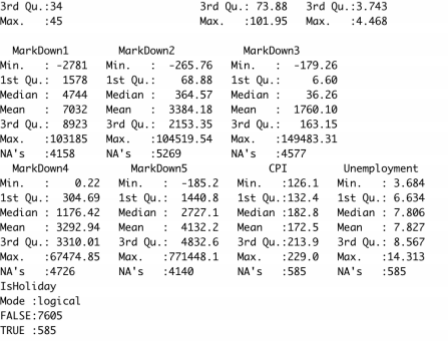 3rd Qu.:34 3rd Qu.: 73.88 3rd Qu.:3.743
Max. :45 Max. :101.95 Max. :4.468
MarkDown1 MarkDown2 MarkDown3
Min. : -2781 Min. : -265.76 Min. : -179.26
1st Qu.: 1578 1st Qu.: 68.88 1st Qu.: 6.60
Median : 4744 Median : 364.57 Median : 36.26
Mean : 7032 Mean : 3384.18 Mean : 1760.10
3rd Qu.: 8923 3rd Qu.: 2153.35 3rd Qu.: 163.15
Max. :103185 Max. :104519.54 Max. :149483.31
NA's :4158 NA's :5269 NA's :4577
MarkDown4 MarkDown5 CPI Unemployment
Min. : 0.22 Min. : -185.2 Min. :126.1 Min. : 3.684
1st Qu.: 304.69 1st Qu.: 1440.8 1st Qu.:132.4 1st Qu.: 6.634
Median : 1176.42 Median : 2727.1 Median :182.8 Median : 7.806
Mean : 3292.94 Mean : 4132.2 Mean :172.5 Mean : 7.827
3rd Qu.: 3310.01 3rd Qu.: 4832.6 3rd Qu.:213.9 3rd Qu.: 8.567
Max. :67474.85 Max. :771448.1 Max. :229.0 Max. :14.313
NA's :4726 NA's :4140 NA's :585 NA's :585
IsHoliday
Mode :logical
FALSE:7605
TRUE :585